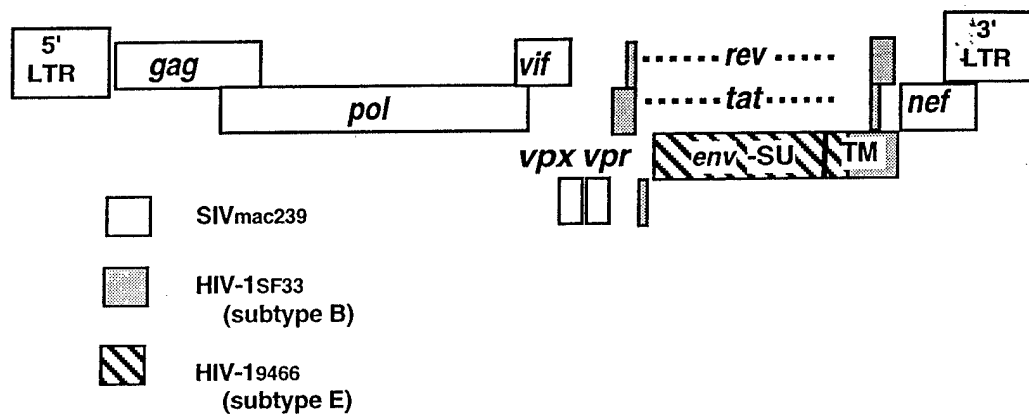 5'
LTR
gag
pol
vif
vpx vpr
rev
tat
env -SU
TM
nef
3'
LTR
SIVmac239
HIV-1SF33
(subtype B)
HIV-19466
(subtype E)